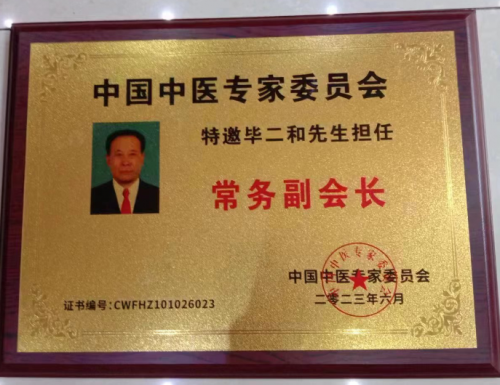 中国中医专家委员会
特邀毕二和先生担任
常务副会长
中国中医专家委员会
二零二三年六月
证书编号:CWFHZ101026023